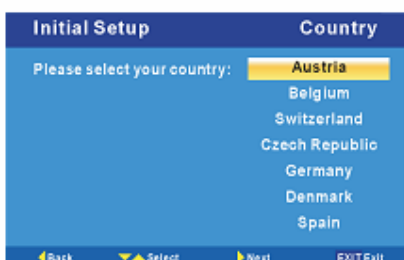 Initial Setup Country
Please select your country: Austria
Belgium
Switzerland
Czech Republic
Germany
Denmark
Spain
Back Select Next EXIT Exit